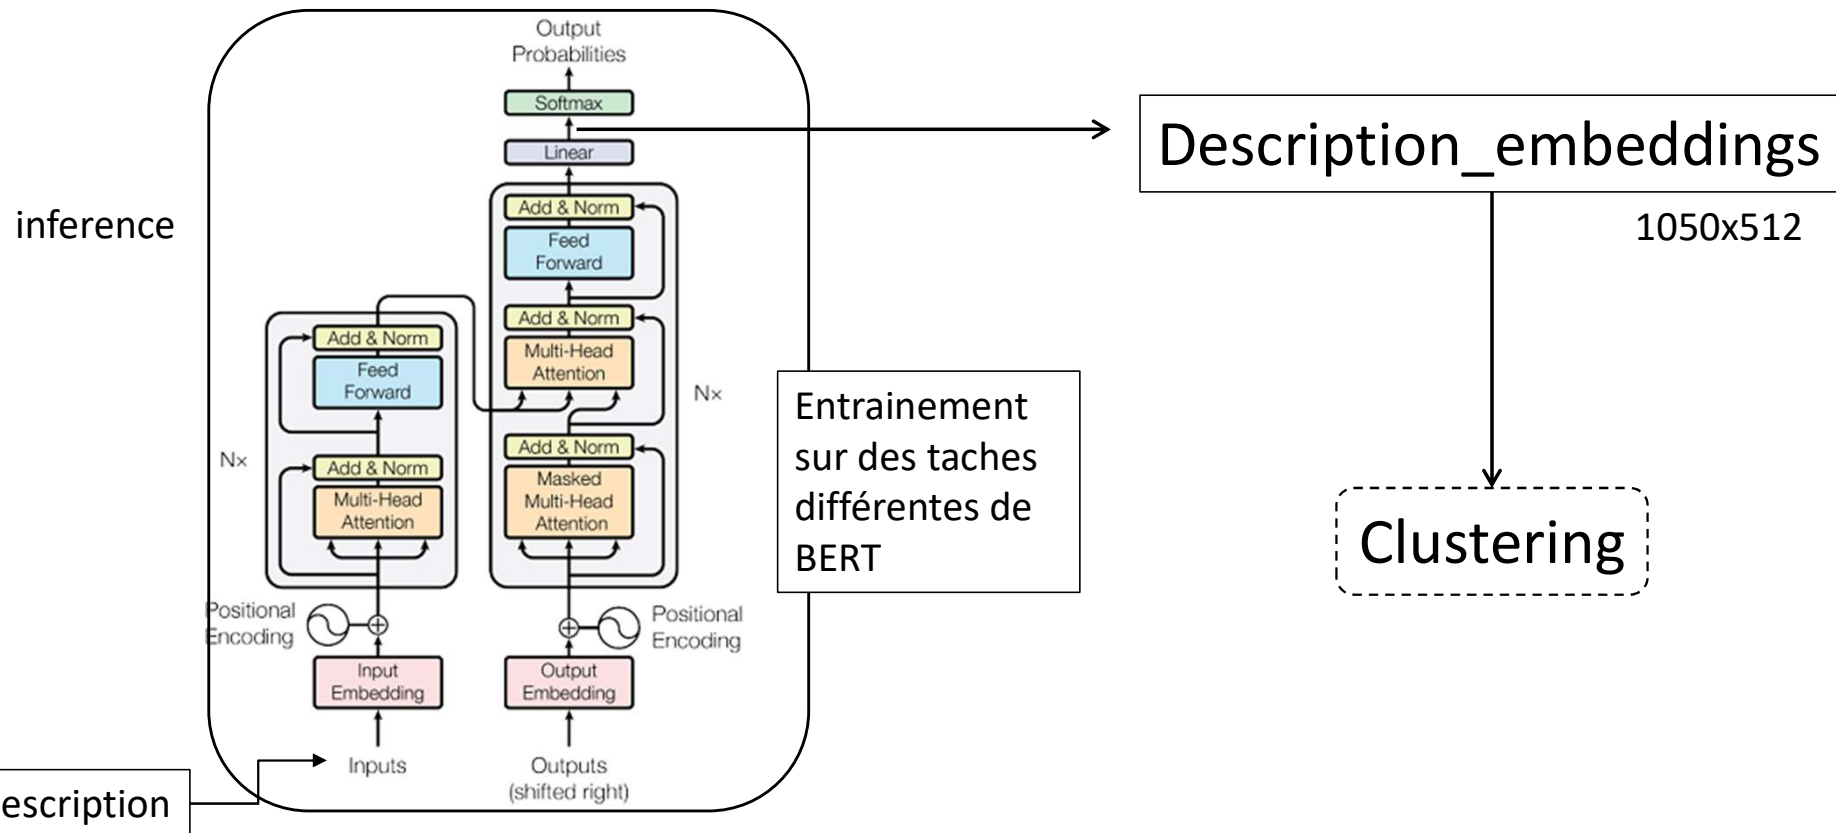 Output
Probabilities
Softmax
Linear
Add & Norm
Feed
Forward
Add & Norm
Multi-Head
Attention
Nx
Add & Norm
Masked
Multi-Head
Attention
Positional
Encoding
Output
Embedding
Outputs
(shifted right)
inference
Add & Norm
Feed
Forward
Nx
Add & Norm
Multi-Head
Attention
Positional
Encoding
Input
Embedding
Inputs
escription
Entrainement
sur des taches
différentes de
BERT
Description_embeddings
1050x512
Clustering